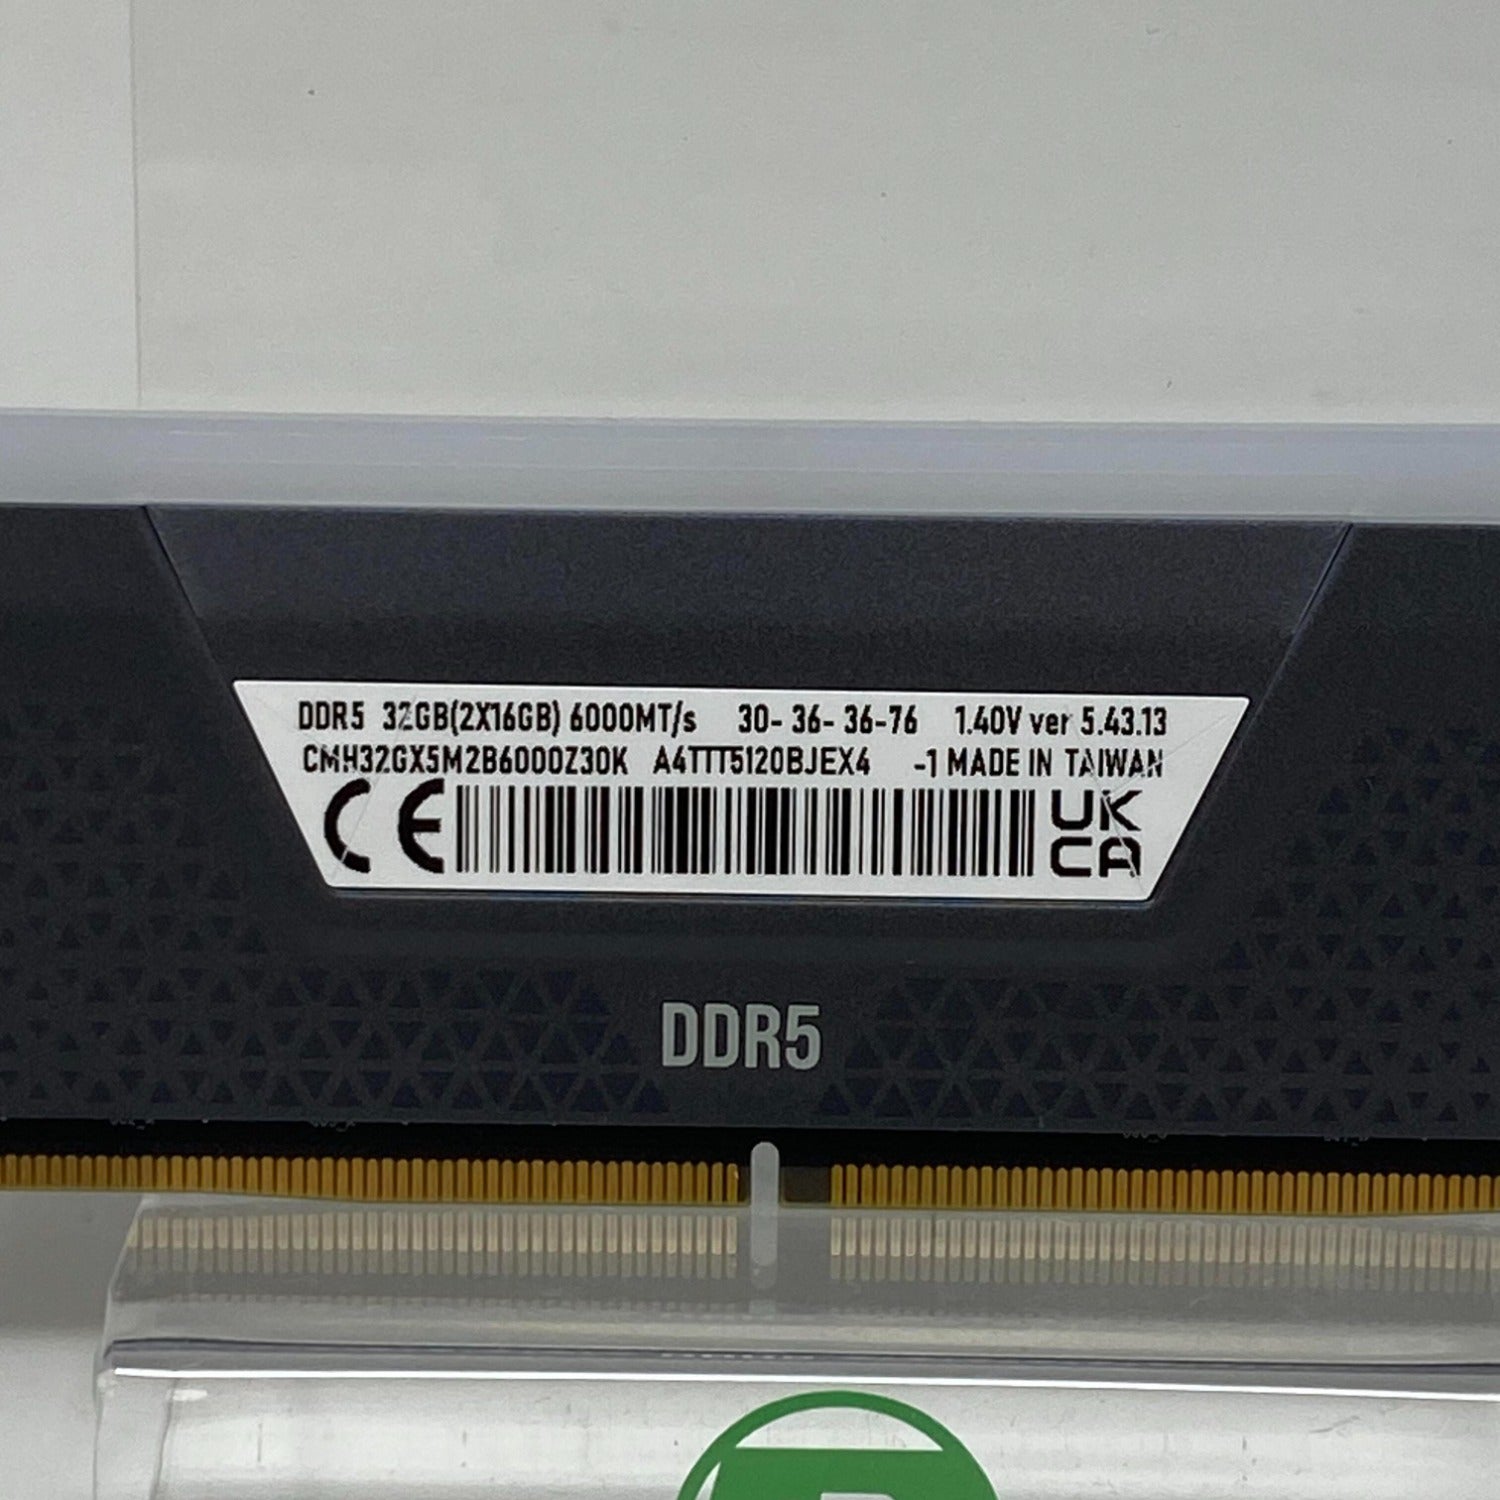 DDR5 32GB(2X16GB) 6000MT/s 30- 36- 36-76 1.40V ver 5.43.13
CMH32GX5M2B6000Z30K A4TTT5120BJEX4 -1 MADE IN TAIWAN
CE
UK
CA
DDR5